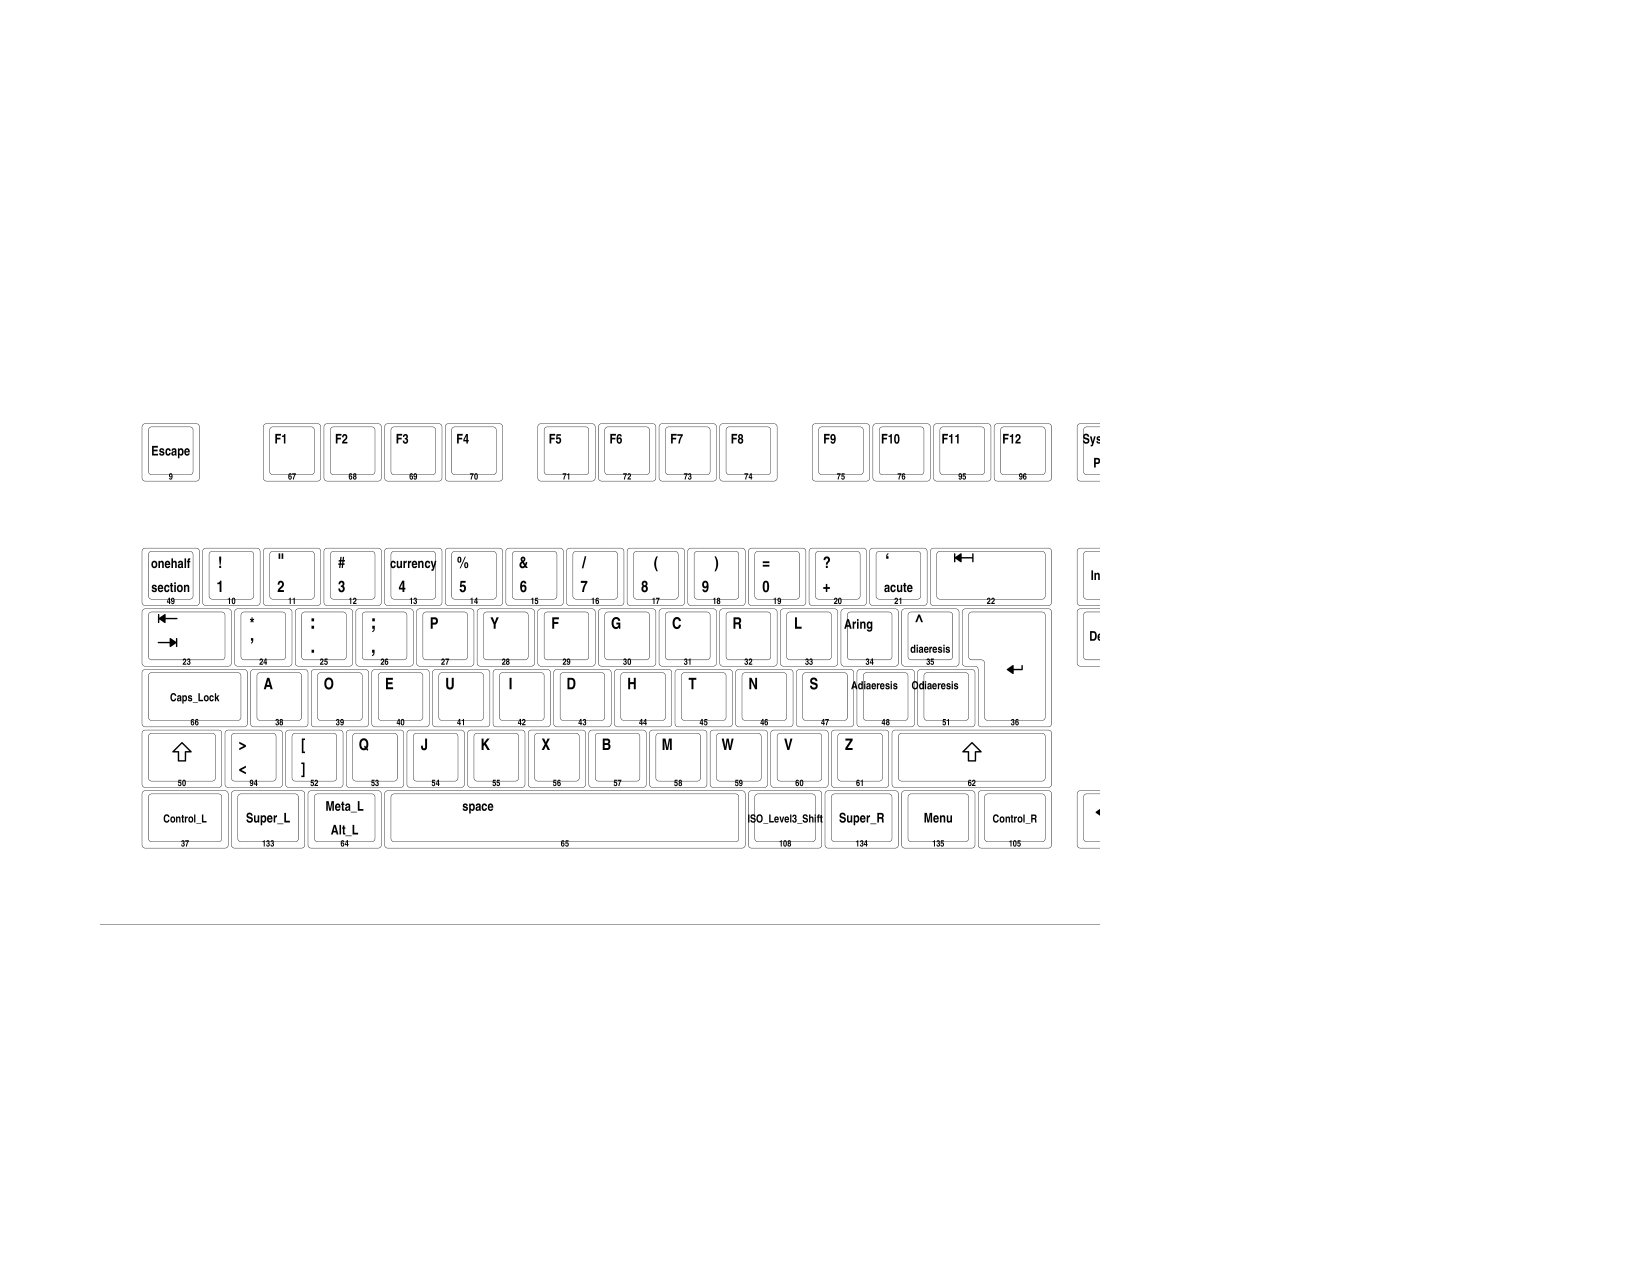 Escape F1 F2 F3 F4 F5 F6 F7 F8 F9 F10 F11 F12 Sys
P
9 67 68 69 70 71 72 73 74 75 76 95 96
onehalf ! " # currency % & / ( ) = ? ‘
section 1 2 3 4 5 6 7 8 9 0 + acute In
49 10 11 12 13 14 15 16 17 18 19 20 21 22
* : ; P Y F G C R L Aring ^
’ . , diaeresis De
23 24 25 26 27 28 29 30 31 32 33 34 35
Caps_Lock A O E U I D H T N S Adiaeresis Odiaeresis
66 38 39 40 41 42 43 44 45 46 47 48 51 36
> [ Q J K X B M W V Z
< ]
50 94 52 53 54 55 56 57 58 59 60 61 62
Control_L Super_L Meta_L space ISO_Level3_Shift Super_R Menu Control_R
Alt_L
37 133 64 65 108 134 135 105